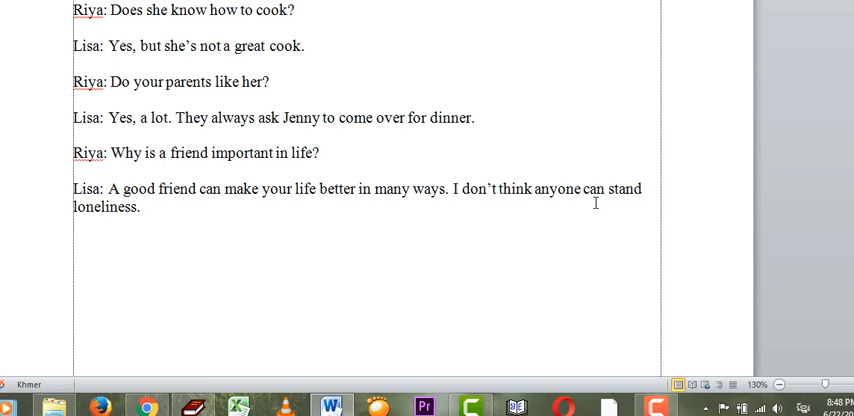 Riya: Does she know how to cook?
Lisa: Yes, but she’s not a great cook.
Riya: Do your parents like her?
Lisa: Yes, a lot. They always ask Jenny to come over for dinner.
Riya: Why is a friend important in life?
Lisa: A good friend can make your life better in many ways. I don’t think anyone can stand
loneliness.
Khmer
130%
W
Pr
8:48 PM